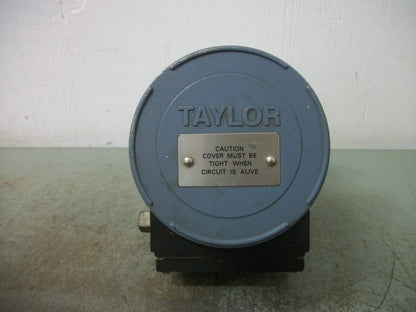 TAYLOR
CAUTION
COVER MUST BE
TIGHT WHEN
CIRCUIT IS ALIVE